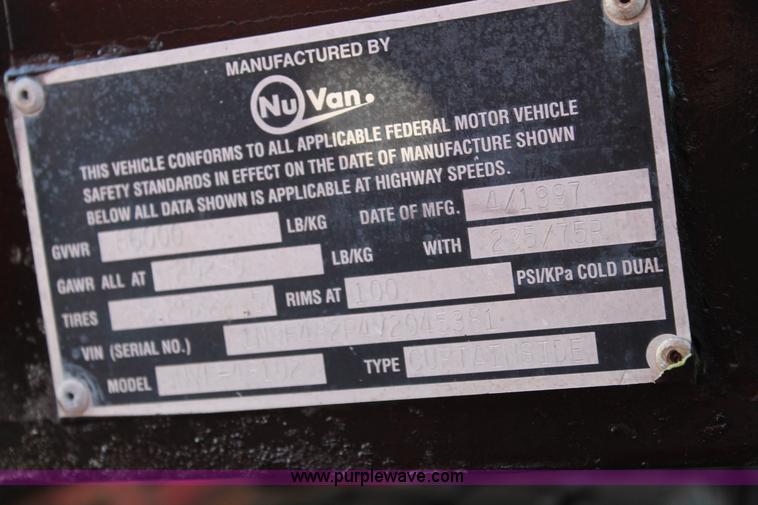 MANUFACTURED BY
NuVan.
THIS VEHICLE CONFORMS TO ALL APPLICABLE FEDERAL MOTOR VEHICLE
SAFETY STANDARDS IN EFFECT ON THE DATE OF MANUFACTURE SHOWN
BELOW ALL DATA SHOWN IS APPLICABLE AT HIGHWAY SPEEDS.
GVWR LB/KG DATE OF MFG. 4/1997
GAWR ALL AT LB/KG WITH
TIRES RIMS AT 100 PSI/KPa COLD DUAL
VIN (SERIAL NO.)
MODEL TYPE CURTAINSIDE
www.purplewave.com